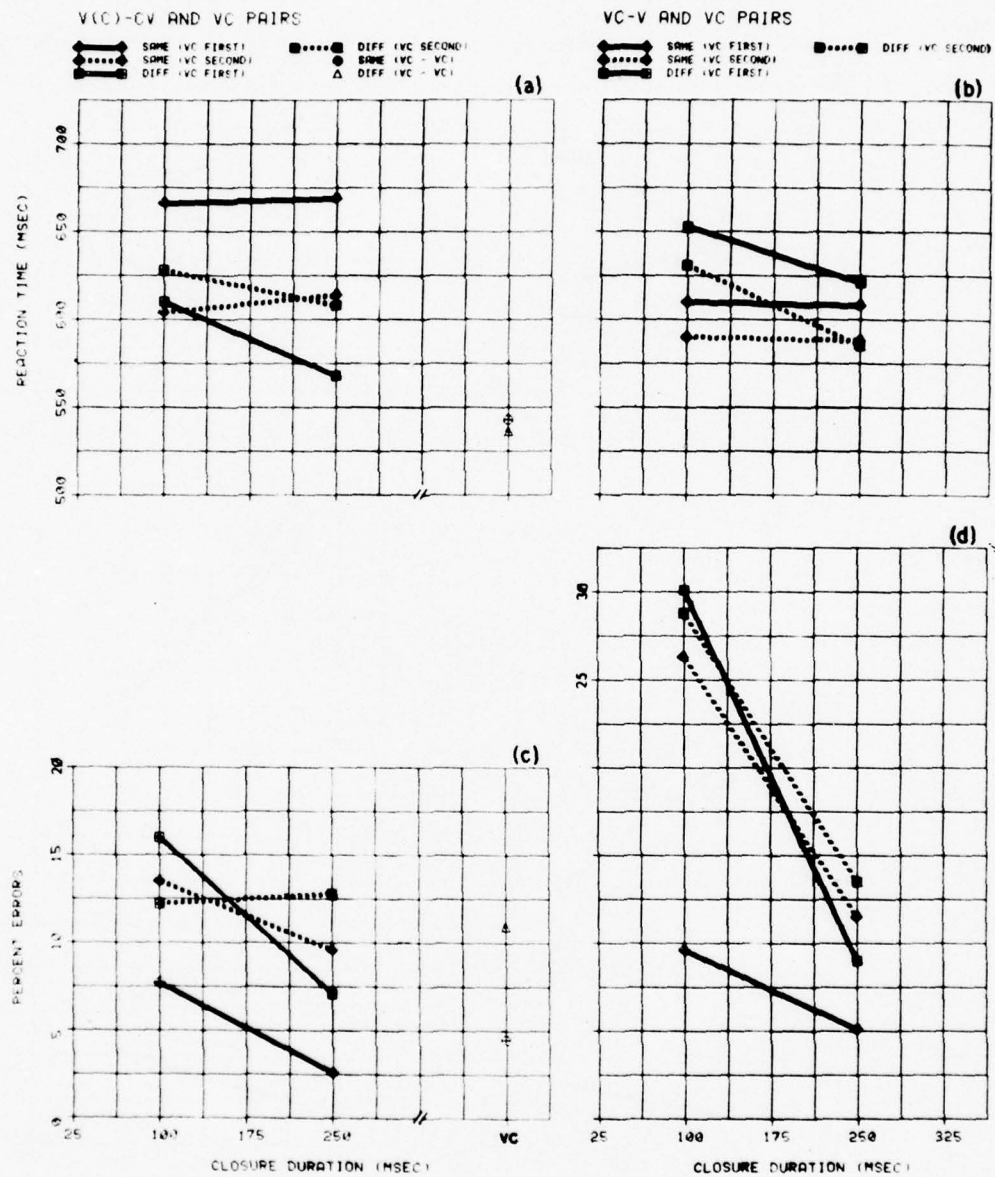 V(C)-CV AND VC PAIRS
SAME (VC FIRST)
SAME (VC SECOND)
DIFF (VC FIRST)
DIFF (VC SECOND)
SAME (VC - VC)
DIFF (VC - VC)
VC-V AND VC PAIRS
SAME (VC FIRST)
SAME (VC SECOND)
DIFF (VC FIRST)
DIFF (VC SECOND)
(a)
(b)
REACTION TIME (MSEC)
700
650
600
550
500
(c)
(d)
PERCENT ERRORS
20
15
10
5
0
30
25
25 100 175 250 VC
CLOSURE DURATION (MSEC)
25 100 175 250 325
CLOSURE DURATION (MSEC)